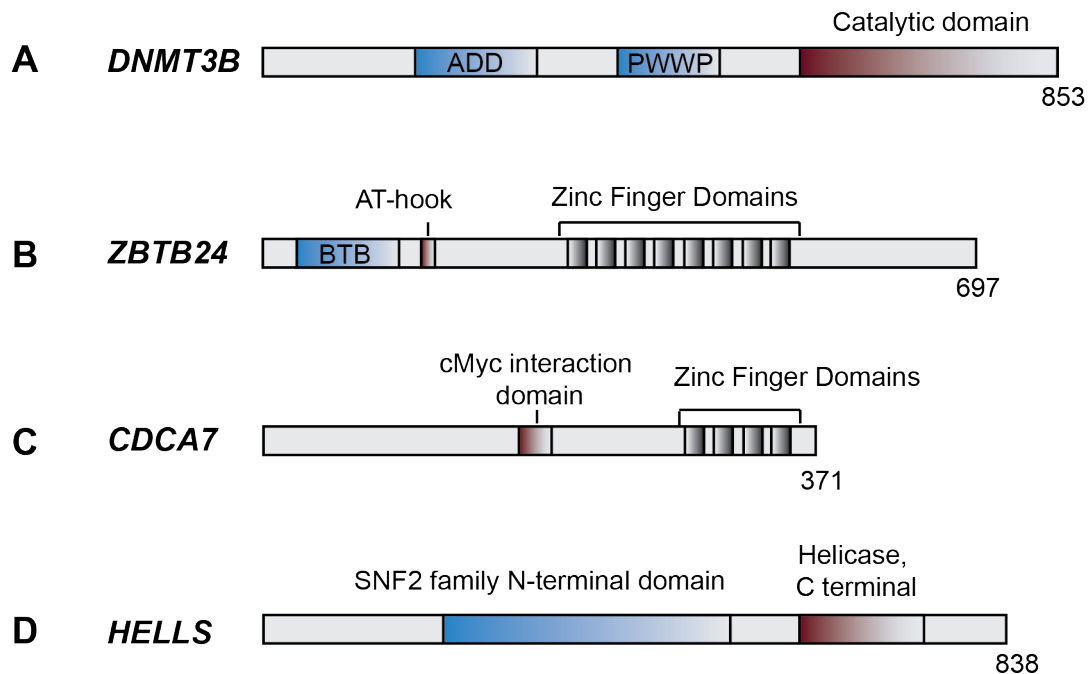 Catalytic domain
A DNMT3B ADD PWWP
853
AT-hook Zinc Finger Domains
B ZBTB24 BTB
697
cMyc interaction
domain
Zinc Finger Domains
C CDCA7
371
SNF2 family N-terminal domain
Helicase,
C terminal
D HELLS
838